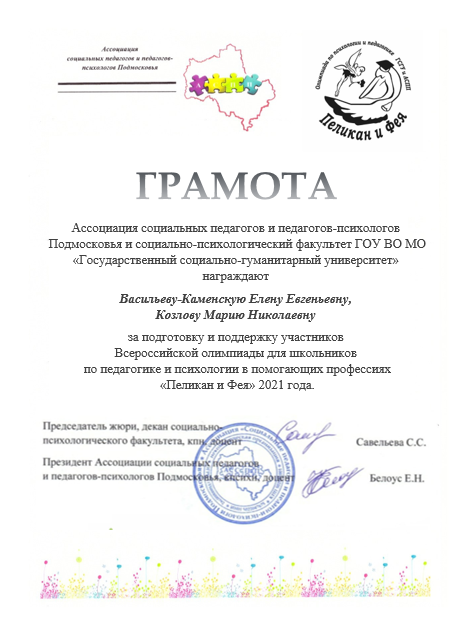 Ассоциация
социальных педагогов и педагогов-
психологов Подмосковья
Олимпиада по психологии и педагогике ГСГУ и АСПП
Пеликан и Фея
ГРАМОТА
Ассоциация социальных педагогов и педагогов-психологов
Подмосковья и социально-психологический факультет ГОУ ВО МО
«Государственный социально-гуманитарный университет»
награждают
Васильеву-Каменскую Елену Евгеньевну,
Козлову Марию Николаевну
за подготовку и поддержку участников
Всероссийской олимпиады для школьников
по педагогике и психологии в помогающих профессиях
«Пеликан и Фея» 2021 года.
Председатель жюри, декан социально-
психологического факультета, кпн, доцент Савельева С.С.
Президент Ассоциации социальных педагогов
и педагогов-психологов Подмосковья, кпсихн, доцент Белоус Е.Н.